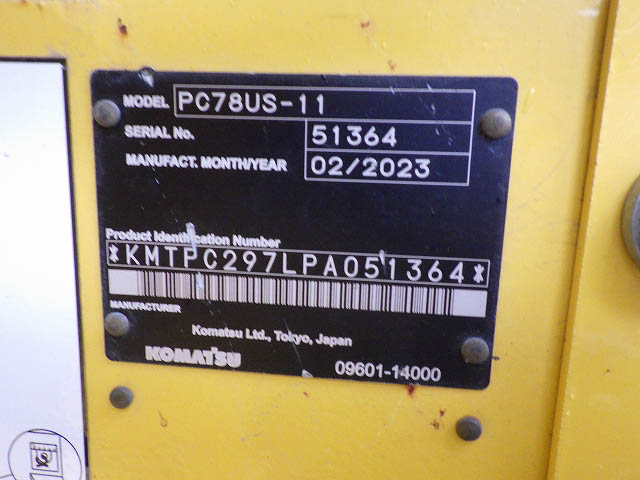 MODEL PC78US-11
SERIAL No. 51364
MANUFACT. MONTH/YEAR 02/2023
Product Identification Number
*KMTPC297LPA051364*
MANUFACTURER
Komatsu Ltd., Tokyo, Japan
KOMATSU 09601-14000